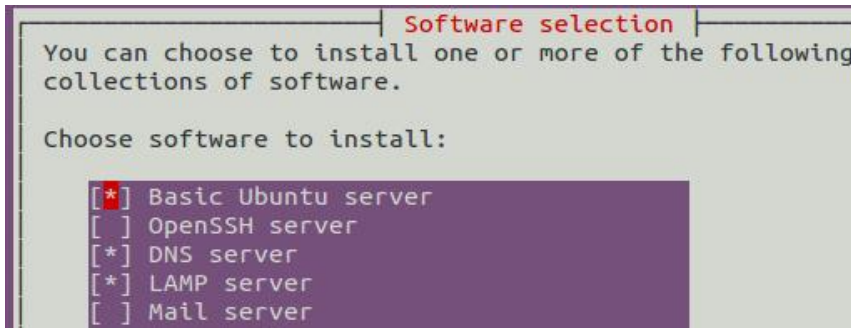 Software selection
You can choose to install one or more of the following
collections of software.
Choose software to install:
[*] Basic Ubuntu server
[ ] OpenSSH server
[*] DNS server
[*] LAMP server
[ ] Mail server